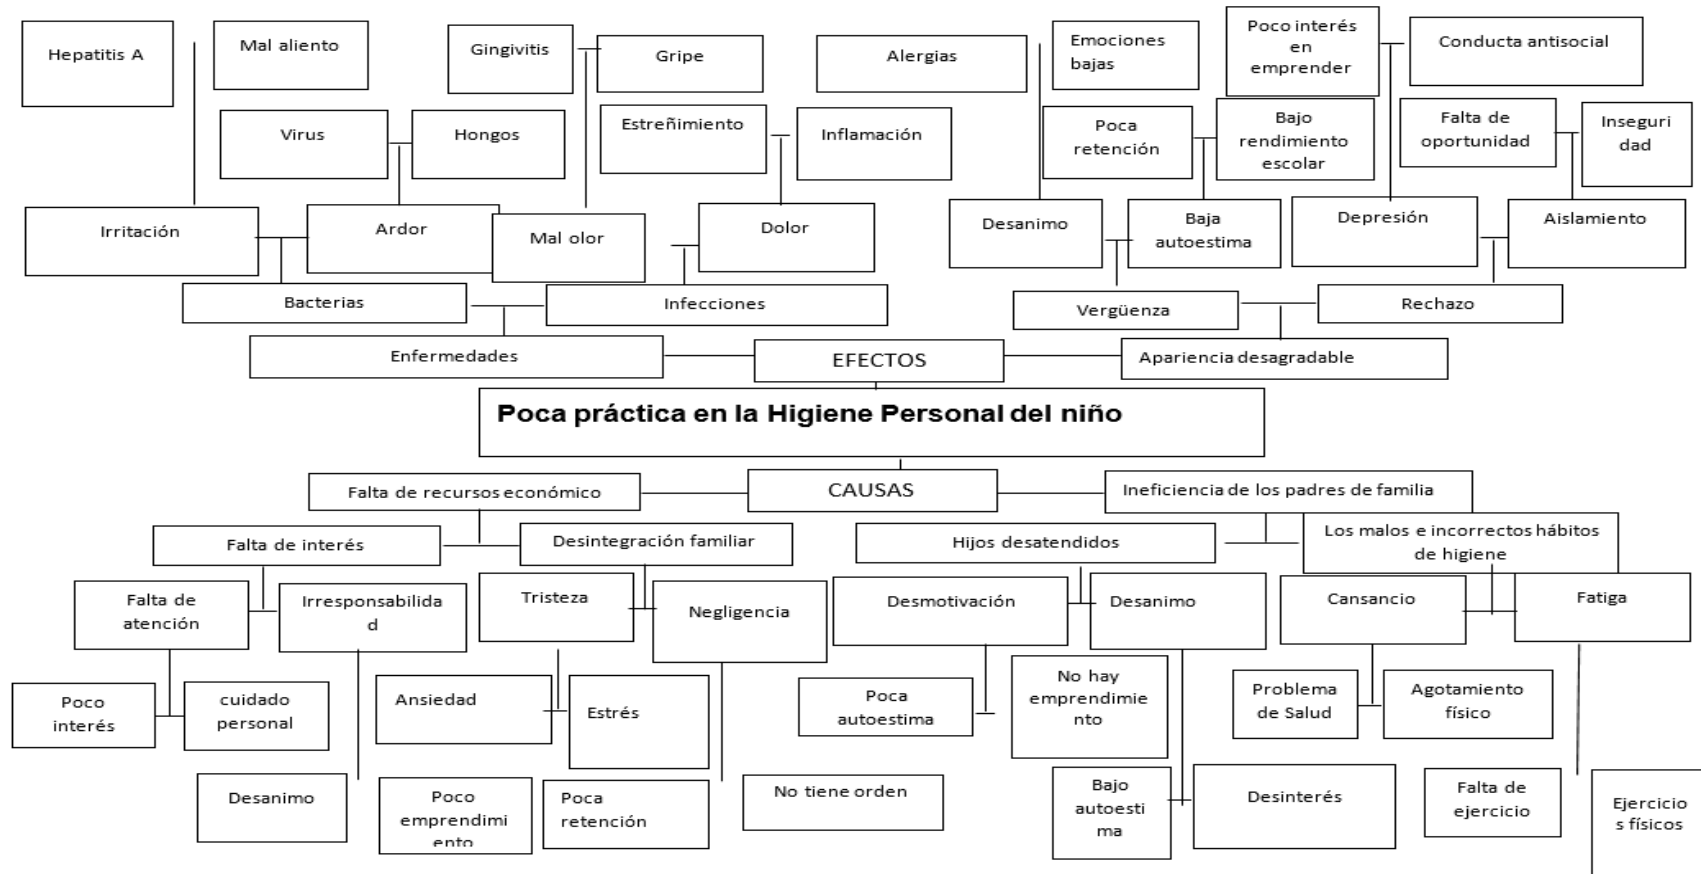 Hepatitis A
Mal aliento
Gingivitis
Gripe
Alergias
Emociones
bajas
Poco interés
en
emprender
Conducta antisocial
Virus
Hongos
Estreñimiento
Inflamación
Poca
retención
Bajo
rendimiento
escolar
Falta de
oportunidad
Inseguri
dad
Irritación
Ardor
Mal olor
Dolor
Desanimo
Baja
autoestima
Depresión
Aislamiento
Bacterias
Infecciones
Vergüenza
Rechazo
Enfermedades
EFECTOS
Apariencia desagradable
Poca práctica en la Higiene Personal del niño
Falta de recursos económico
CAUSAS
Ineficiencia de los padres de familia
Falta de interés
Desintegración familiar
Hijos desatendidos
Los malos e incorrectos hábitos
de higiene
Falta de
atención
Irresponsabilida
d
Tristeza
Negligencia
Desmotivación
Desanimo
Cansancio
Fatiga
Poco
interés
cuidado
personal
Ansiedad
Estrés
Poca
autoestima
No hay
emprendimie
nto
Problema
de Salud
Agotamiento
físico
Desanimo
Poco
emprendimi
ento
Poca
retención
No tiene orden
Bajo
autoesti
ma
Desinterés
Falta de
ejercicio
Ejercicio
s físicos